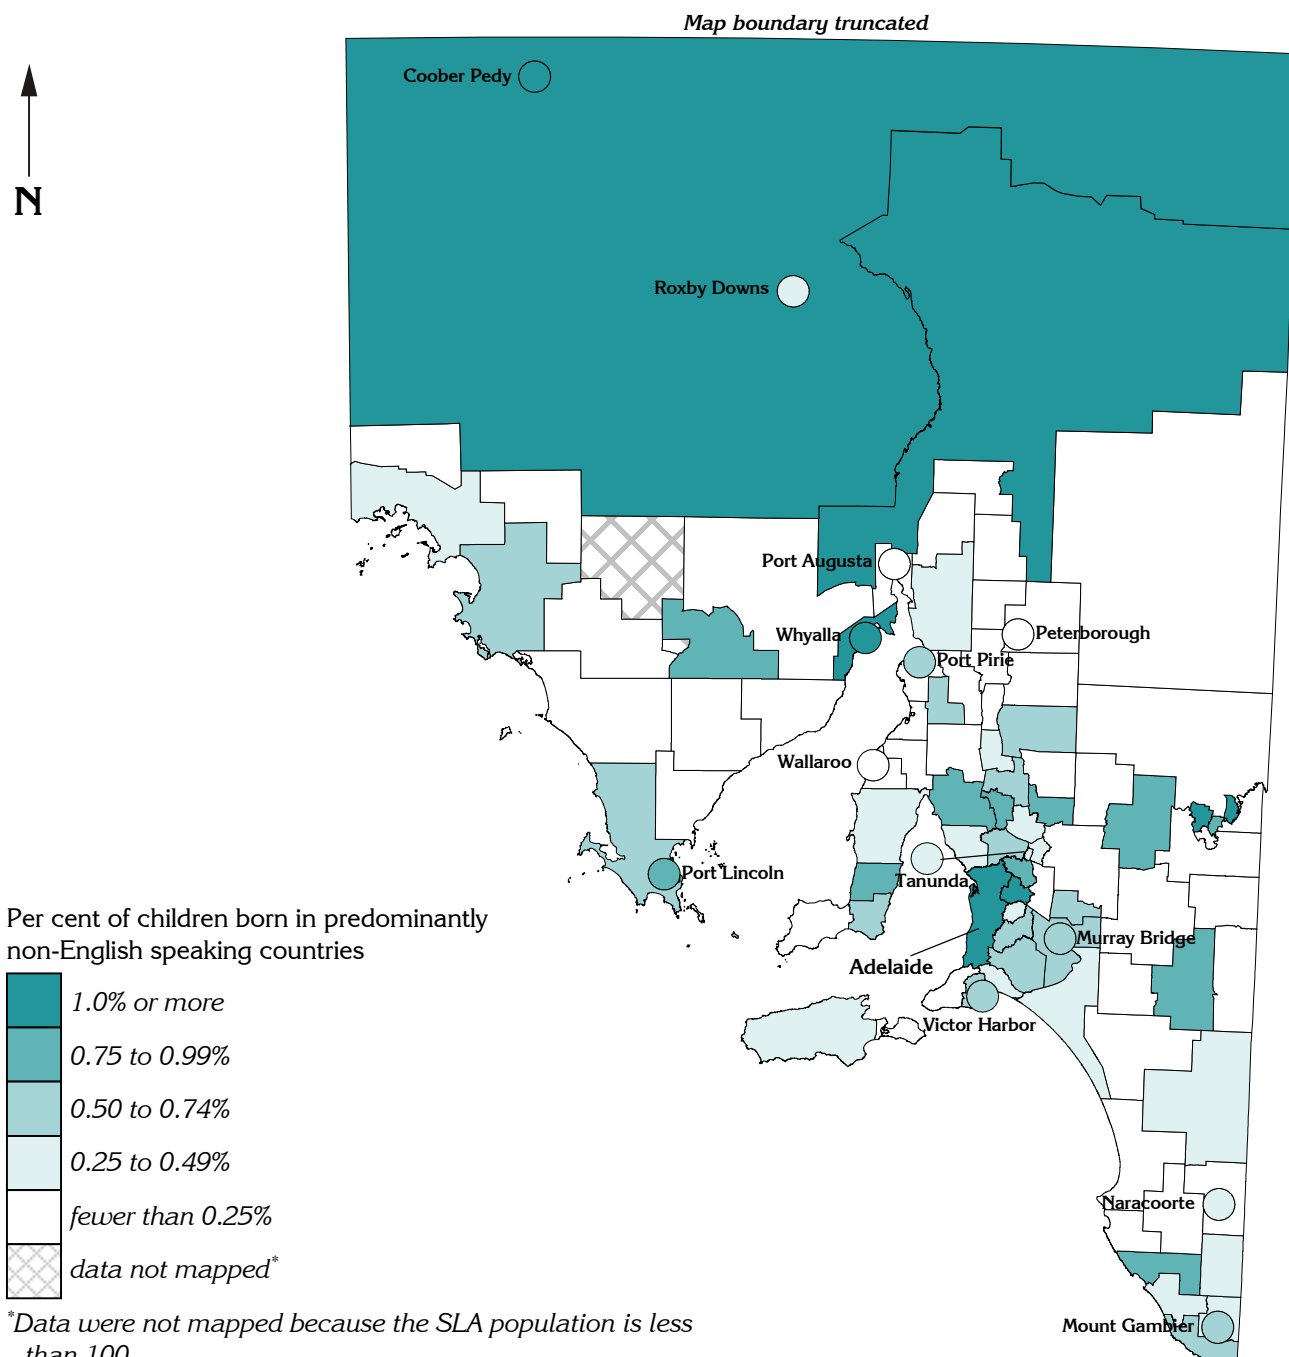 Map boundary truncated
Coober Pedy
N
Roxby Downs
Port Augusta
Whyalla
Peterborough
Port Pirie
Wallaroo
Port Lincoln
Tanunda
Per cent of children born in predominantly
non-English speaking countries
Murray Bridge
Adelaide
1.0% or more
Victor Harbor
0.75 to 0.99%
0.50 to 0.74%
0.25 to 0.49%
Naracoorte
fewer than 0.25%
data not mapped*
*Data were not mapped because the SLA population is less
than 100
Mount Gambier